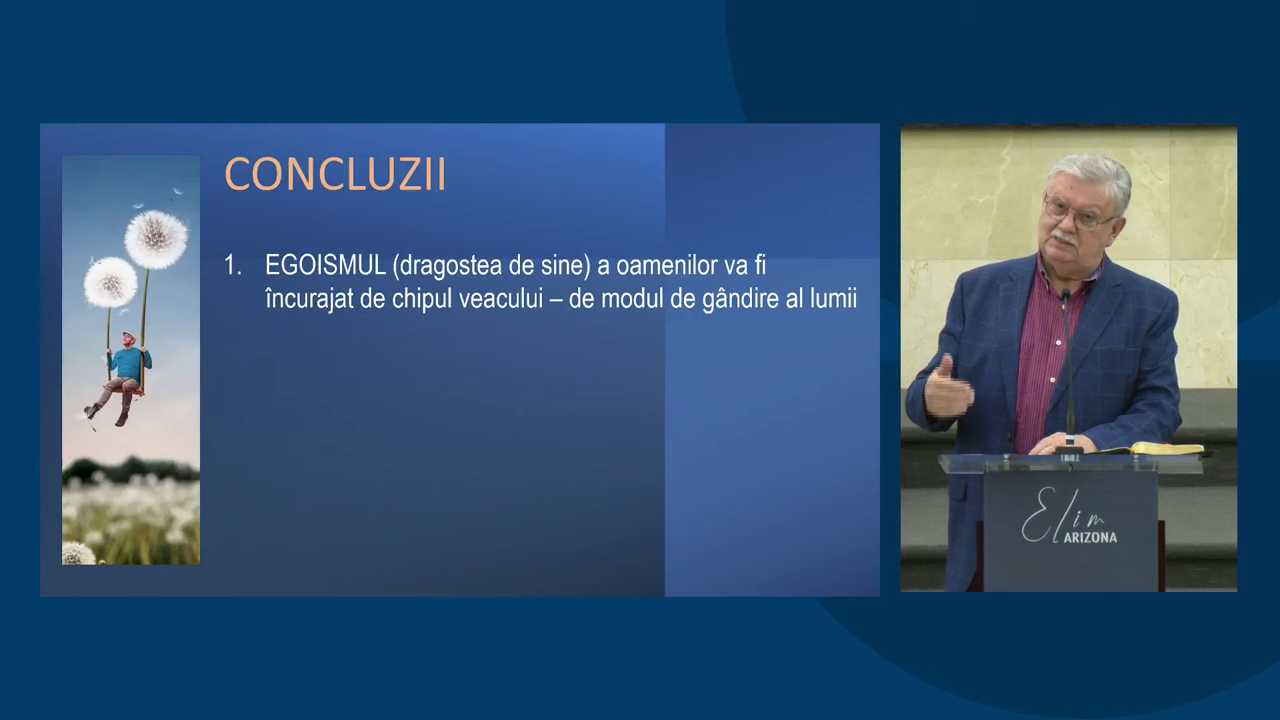 CONCLUZII
1. EGOISMUL (dragostea de sine) a oamenilor va fi
încurajat de chipul veacului – de modul de gândire al lumii
Elim
ARIZONA